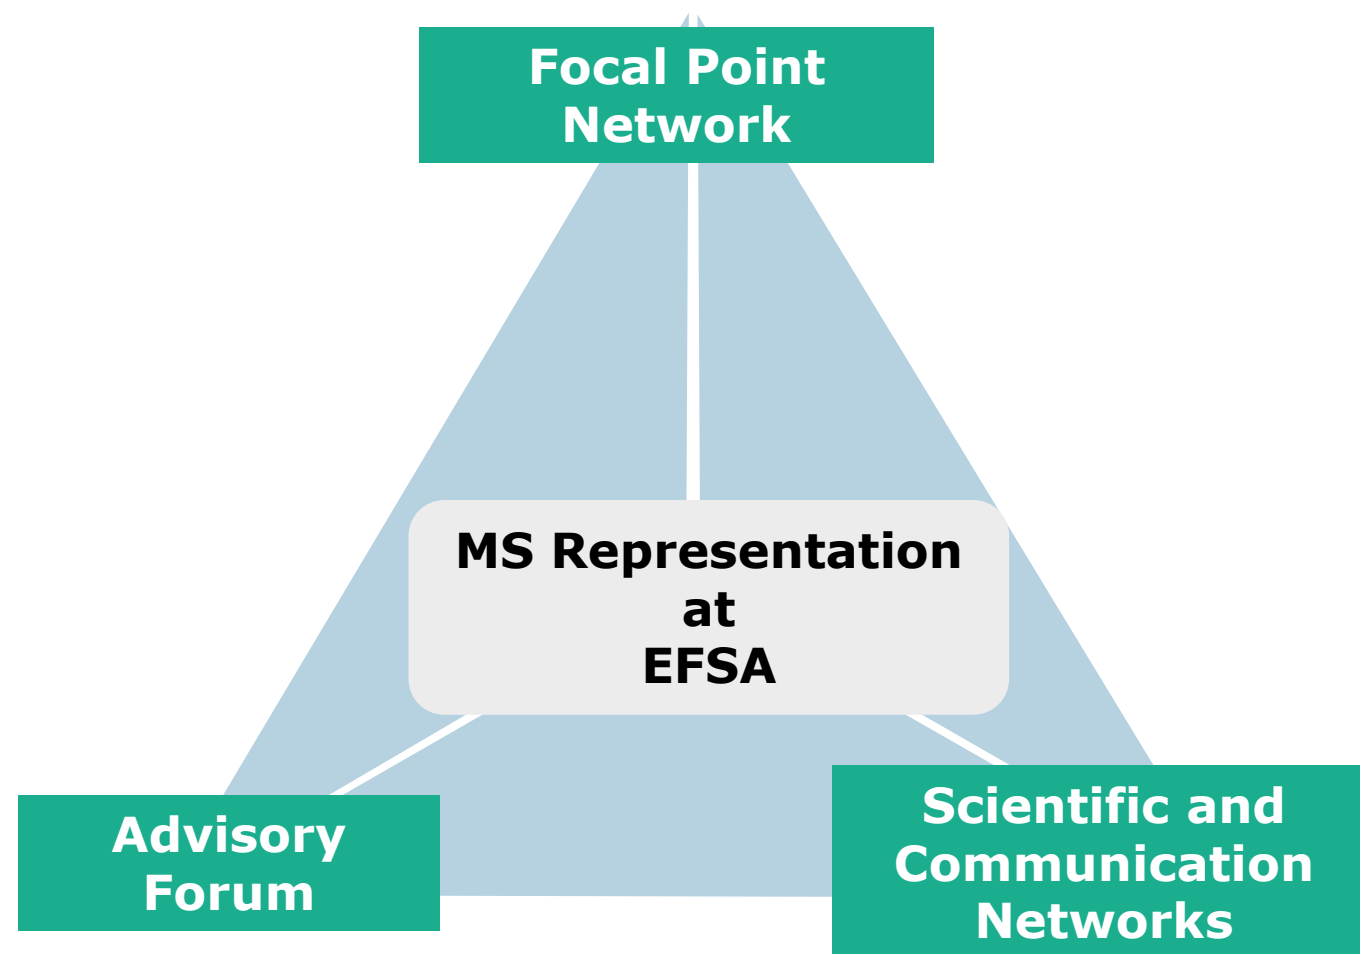 Focal Point
Network
MS Representation
at
EFSA
Advisory
Forum
Scientific and
Communication
Networks